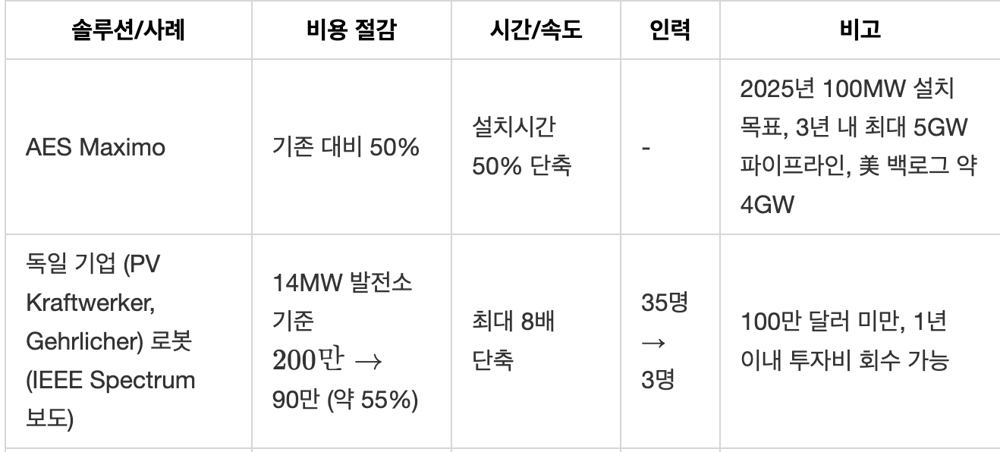 솔루션/사례 비용 절감 시간/속도 인력 비고
AES Maximo
기존 대비 50%
설치시간
50% 단축
-
2025년 100MW 설치
목표, 3년 내 최대 5GW
파이프라인, 美 백로그 약
4GW
독일 기업 (PV
Kraftwerker,
Gehrlicher) 로봇
(IEEE Spectrum
보도)
14MW 발전소
기준
200만 →
90만 (약 55%)
최대 8배
단축
35명
→
3명
100만 달러 미만, 1년
이내 투자비 회수 가능